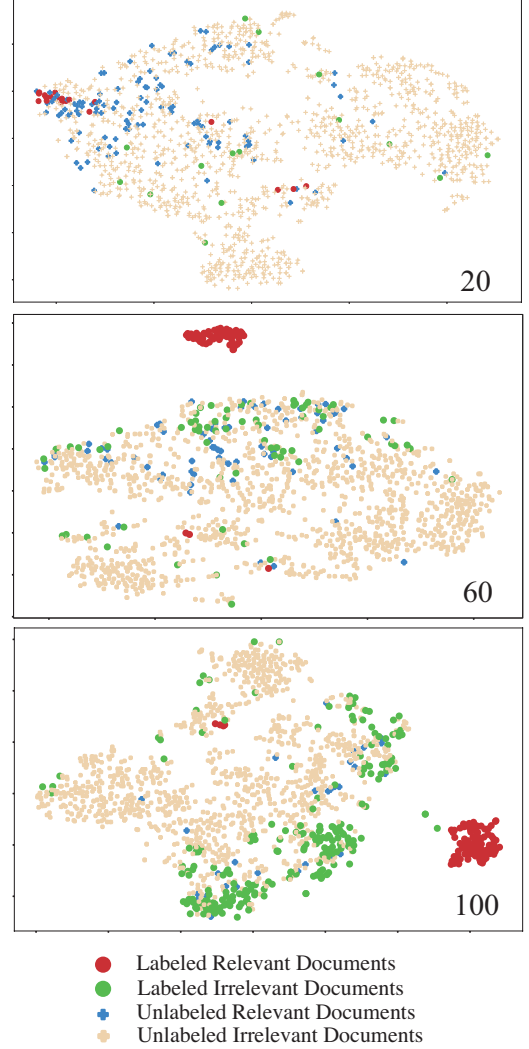 20
60
100
Labeled Relevant Documents
Labeled Irrelevant Documents
Unlabeled Relevant Documents
Unlabeled Irrelevant Documents